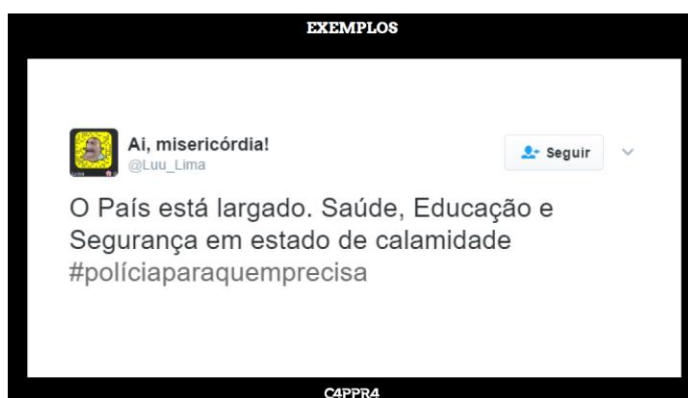 EXEMPLOS
Ai, misericórdia!
@Luu_Lima
Seguir
O País está largado. Saúde, Educação e
Segurança em estado de calamidade
#políciaparaquemprecisa
C4PPR4